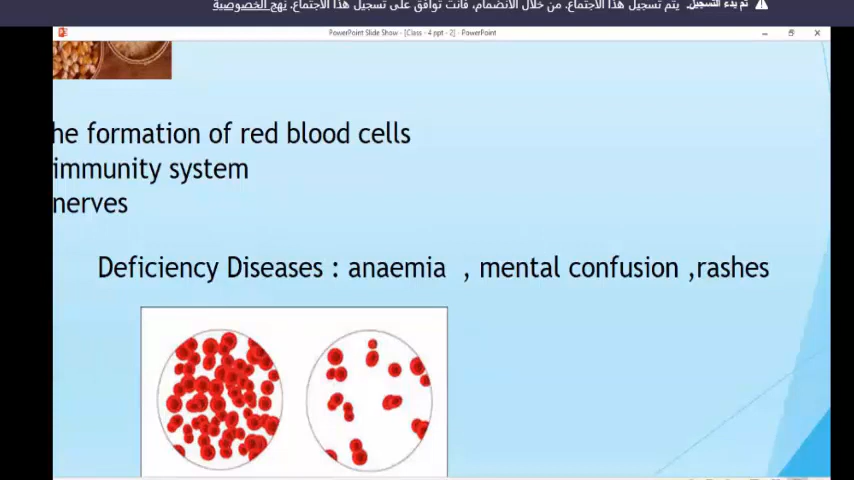 تم بدء التسجيل. يتم تسجيل هذا الاجتماع. من خلال الانضمام، فأنت توافق على تسجيل هذا الاجتماع. نهج الخصوصية
PowerPoint Slide Show - [Class - 4 ppt - 2] - PowerPoint
he formation of red blood cells
immunity system
nerves
Deficiency Diseases : anaemia , mental confusion ,rashes